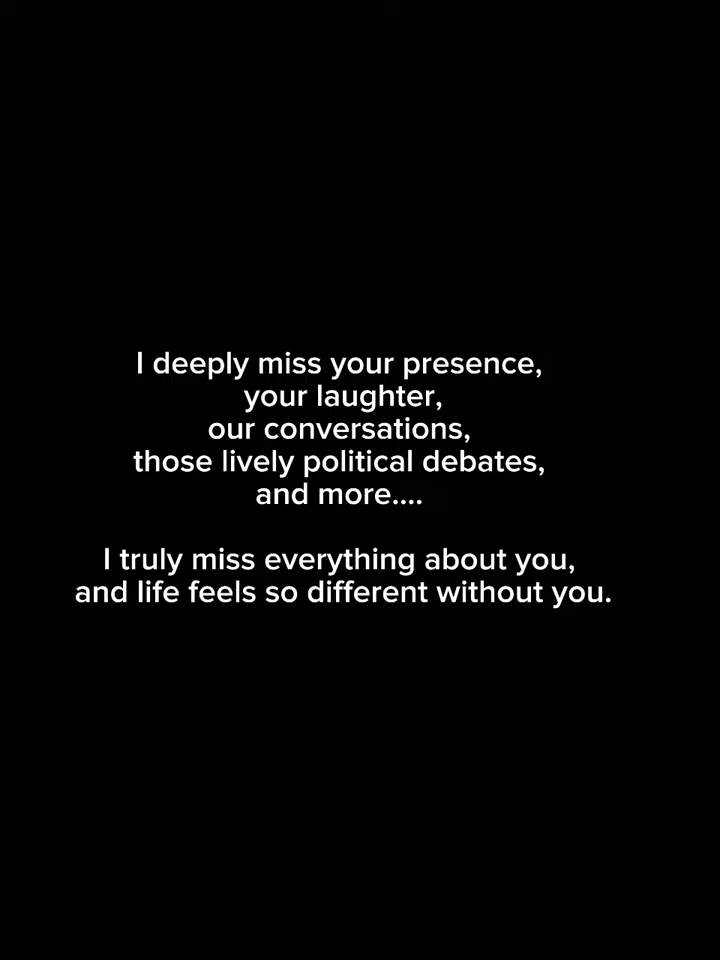 I deeply miss your presence,
your laughter,
our conversations,
those lively political debates,
and more....
I truly miss everything about you,
and life feels so different without you.